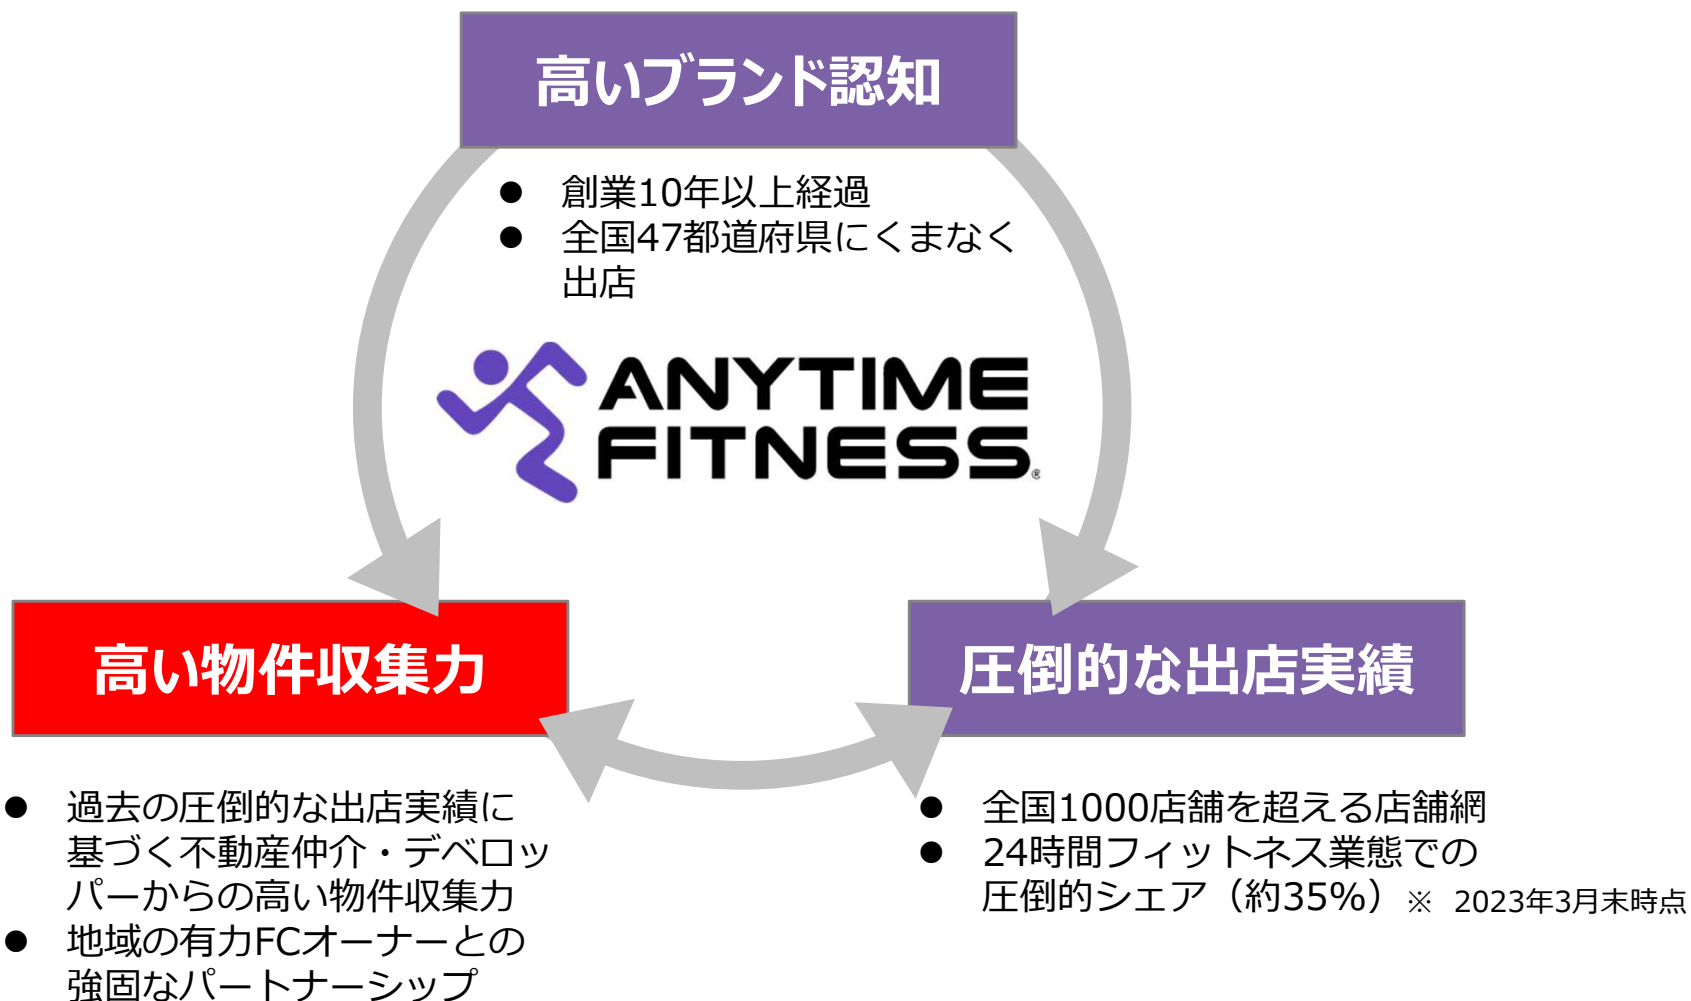 高いブランド認知
● 創業10年以上経過
● 全国47都道府県にくまなく
出店
ANYTIME
FITNESS®
高い物件収集力
● 過去の圧倒的な出店実績に
基づく不動産仲介・デベロッ
パーからの高い物件収集力
● 地域の有力FCオーナーとの
強固なパートナーシップ
圧倒的な出店実績
● 全国1000店舗を超える店舗網
● 24時間フィットネス業態での
圧倒的シェア（約35%）※ 2023年3月末時点